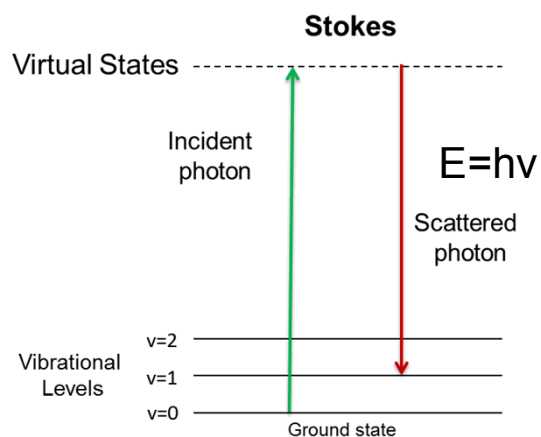 Stokes
Virtual States
Incident
photon
E=hv
Scattered
photon
v=2
Vibrational
Levels
v=1
v=0
Ground state